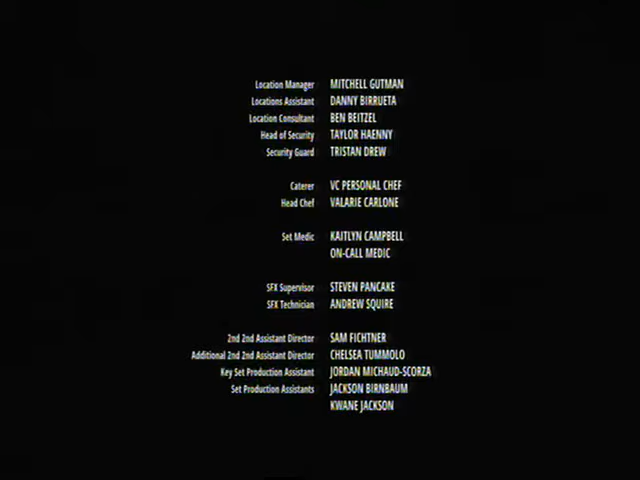 Location Manager MITCHELL GUTMAN
Locations Assistant DANNY BIRRUETA
Location Consultant BEN BEITZEL
Head of Security TAYLOR HAENNY
Security Guard TRISTAN DREW
Caterer VC PERSONAL CHEF
Head Chef VALARIE CARLONE
Set Medic KAITLYN CAMPBELL
ON-CALL MEDIC
SFX Supervisor STEVEN PANCAKE
SFX Technician ANDREW SQUIRE
2nd 2nd Assistant Director SAM FICHTNER
Additional 2nd 2nd Assistant Director CHELSEA TUMMOLO
Key Set Production Assistant JORDAN MICHAUD-SCORZA
Set Production Assistants JACKSON BIRNBAUM
KWANE JACKSON